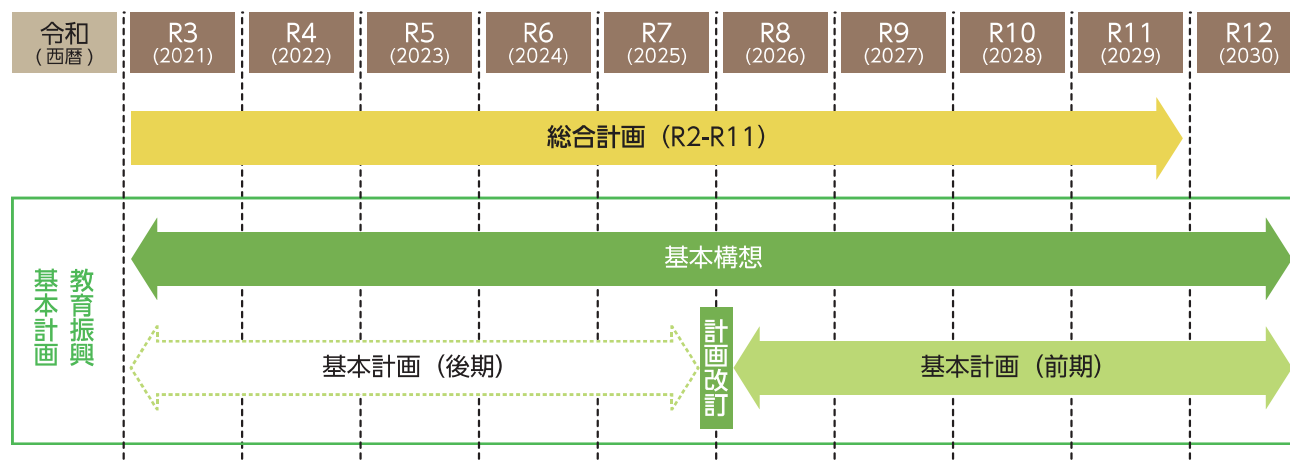 令和
(西暦)
R3
(2021)
R4
(2022)
R5
(2023)
R6
(2024)
R7
(2025)
R8
(2026)
R9
(2027)
R10
(2028)
R11
(2029)
R12
(2030)
総合計画（R2-R11）
教育振興
基本計画
基本構想
基本計画（後期）
計画改訂
基本計画（前期）